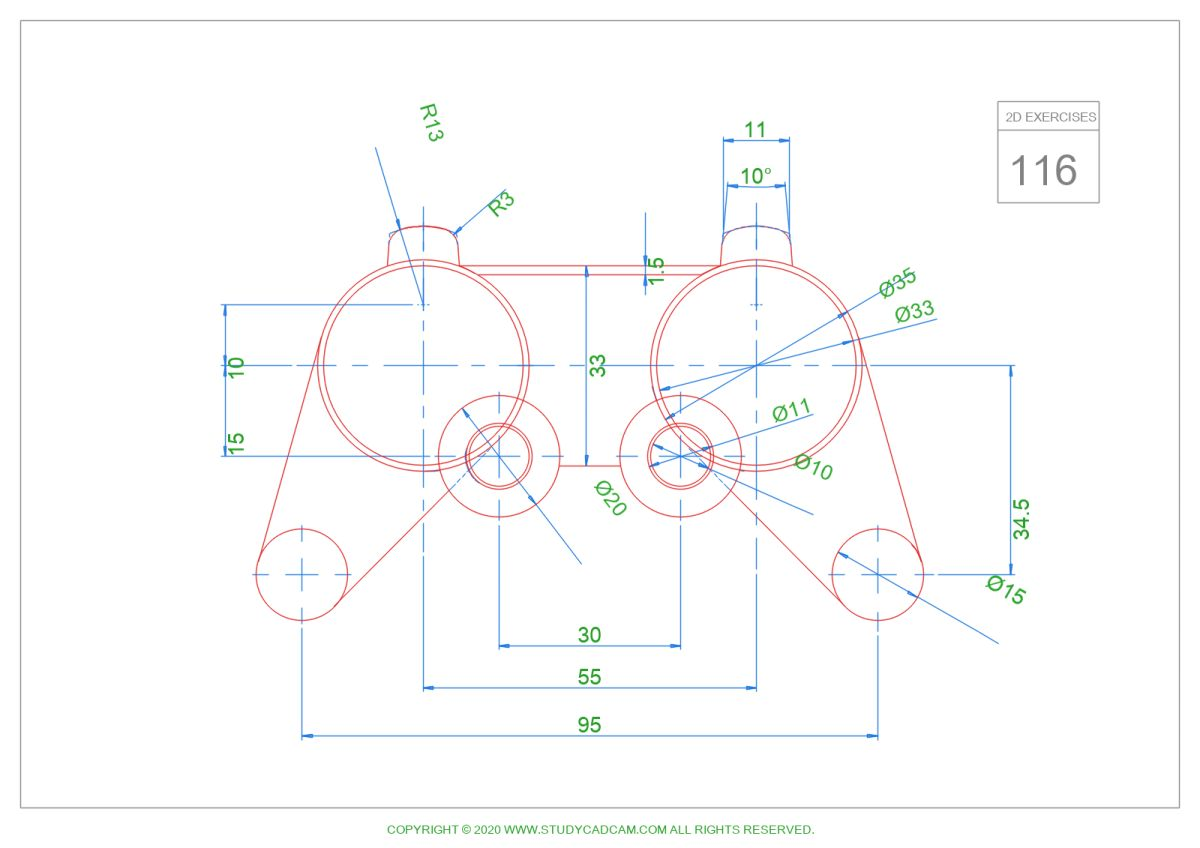 2D EXERCISES
116
R13
R3
11
10°
1.5
Ø35
Ø33
10
33
15
Ø11
Ø10
Ø20
34.5
Ø15
30
55
95
COPYRIGHT © 2020 WWW.STUDYCADCAM.COM ALL RIGHTS RESERVED.